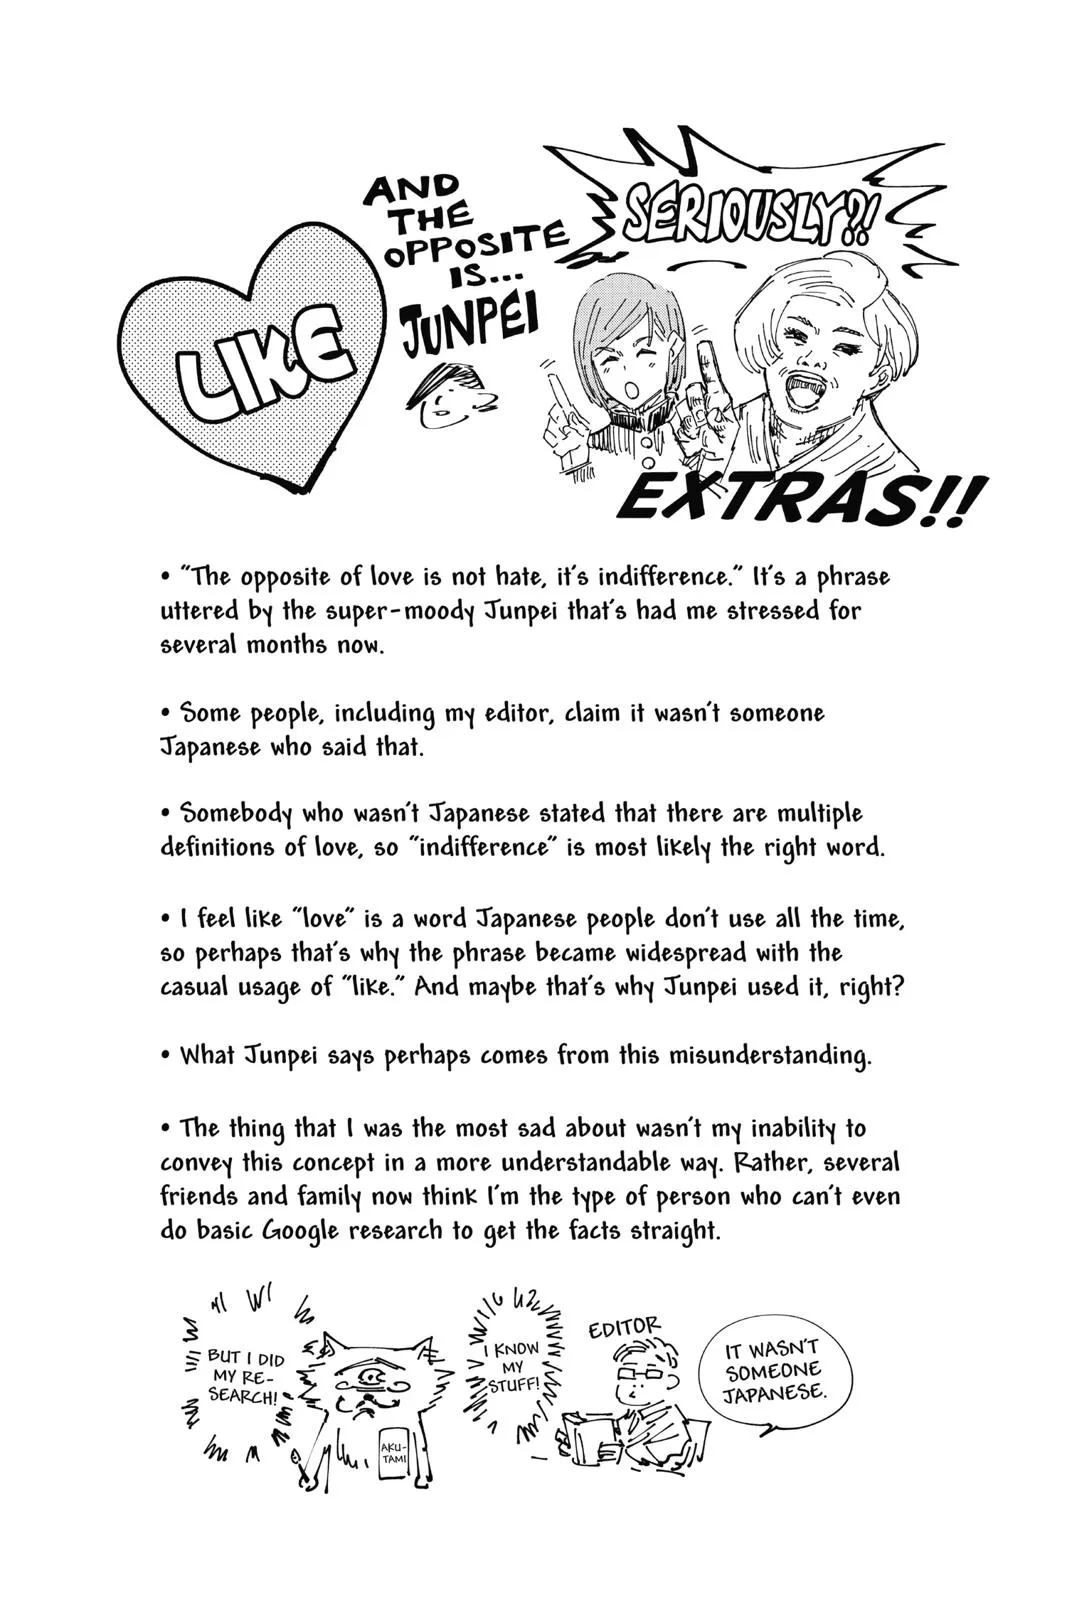 AND
THE
OPPOSITE
IS...
JUNPEI
LIKE
SERIOUSLY?!
EXTRAS!!
• "The opposite of love is not hate, it's indifference." It's a phrase
uttered by the super-moody Junpei that's had me stressed for
several months now.
• Some people, including my editor, claim it wasn't someone
Japanese who said that.
• Somebody who wasn't Japanese stated that there are multiple
definitions of love, so "indifference" is most likely the right word.
• I feel like "love" is a word Japanese people don't use all the time,
so perhaps that's why the phrase became widespread with the
casual usage of "like." And maybe that's why Junpei used it, right?
• What Junpei says perhaps comes from this misunderstanding.
• The thing that I was the most sad about wasn't my inability to
convey this concept in a more understandable way. Rather, several
friends and family now think I'm the type of person who can't even
do basic Google research to get the facts straight.
BUT I DID
MY RE-
SEARCH!
AKU-
TAMI
I KNOW
MY
STUFF!
EDITOR
IT WASN'T
SOMEONE
JAPANESE.